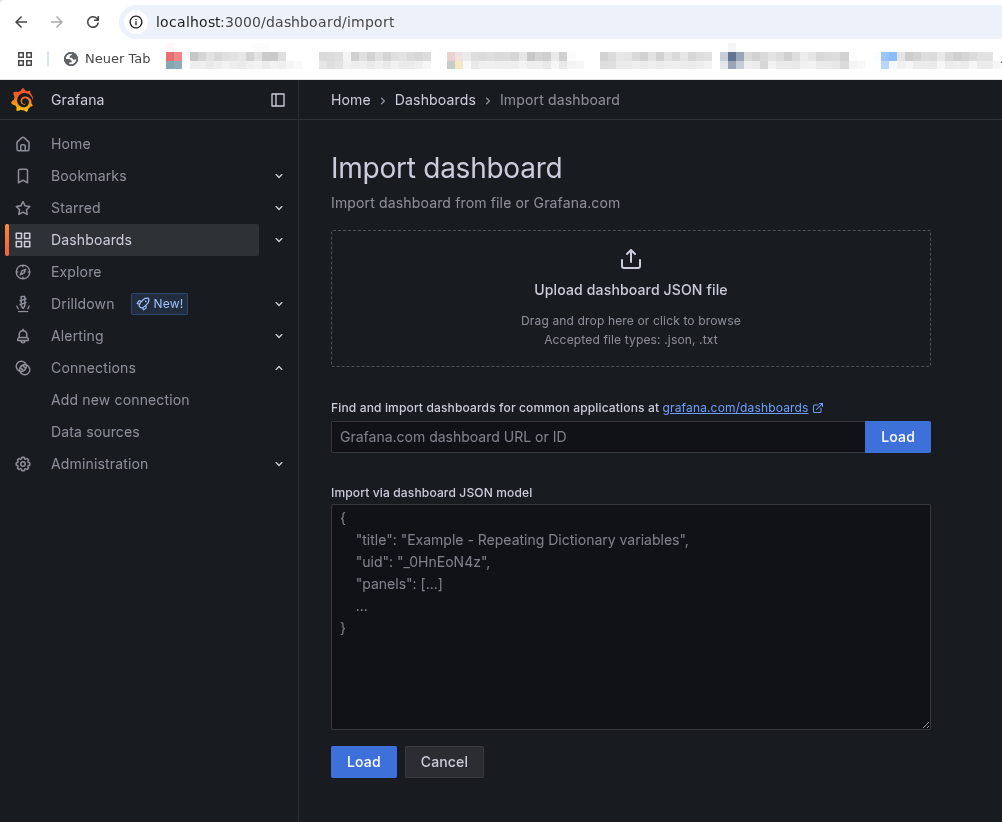 localhost:3000/dashboard/import
Neuer Tab
Grafana
Home › Dashboards › Import dashboard
Home
Bookmarks
Starred
Dashboards
Explore
Drilldown New!
Alerting
Connections
Add new connection
Data sources
Administration
Import dashboard
Import dashboard from file or Grafana.com
Upload dashboard JSON file
Drag and drop here or click to browse
Accepted file types: .json, .txt
Find and import dashboards for common applications at grafana.com/dashboards
Grafana.com dashboard URL or ID Load
Import via dashboard JSON model
{
"title": "Example - Repeating Dictionary variables",
"uid": "_0HnEoN4z",
"panels": [...]
...
}
Load Cancel